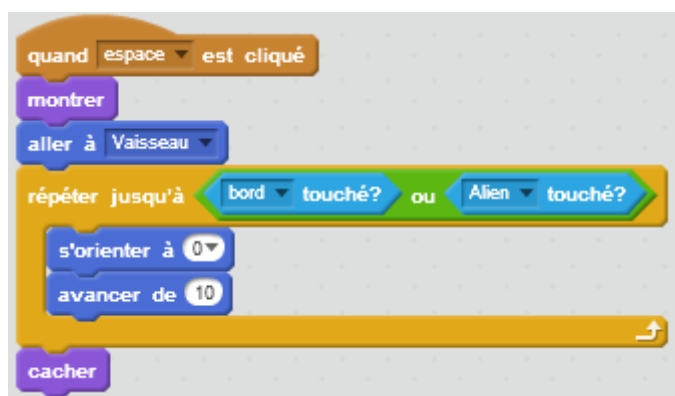 quand espace est cliqué
montrer
aller à Vaisseau
répéter jusqu'à bord touché? ou Alien touché?
s'orienter à 0
avancer de 10
cacher